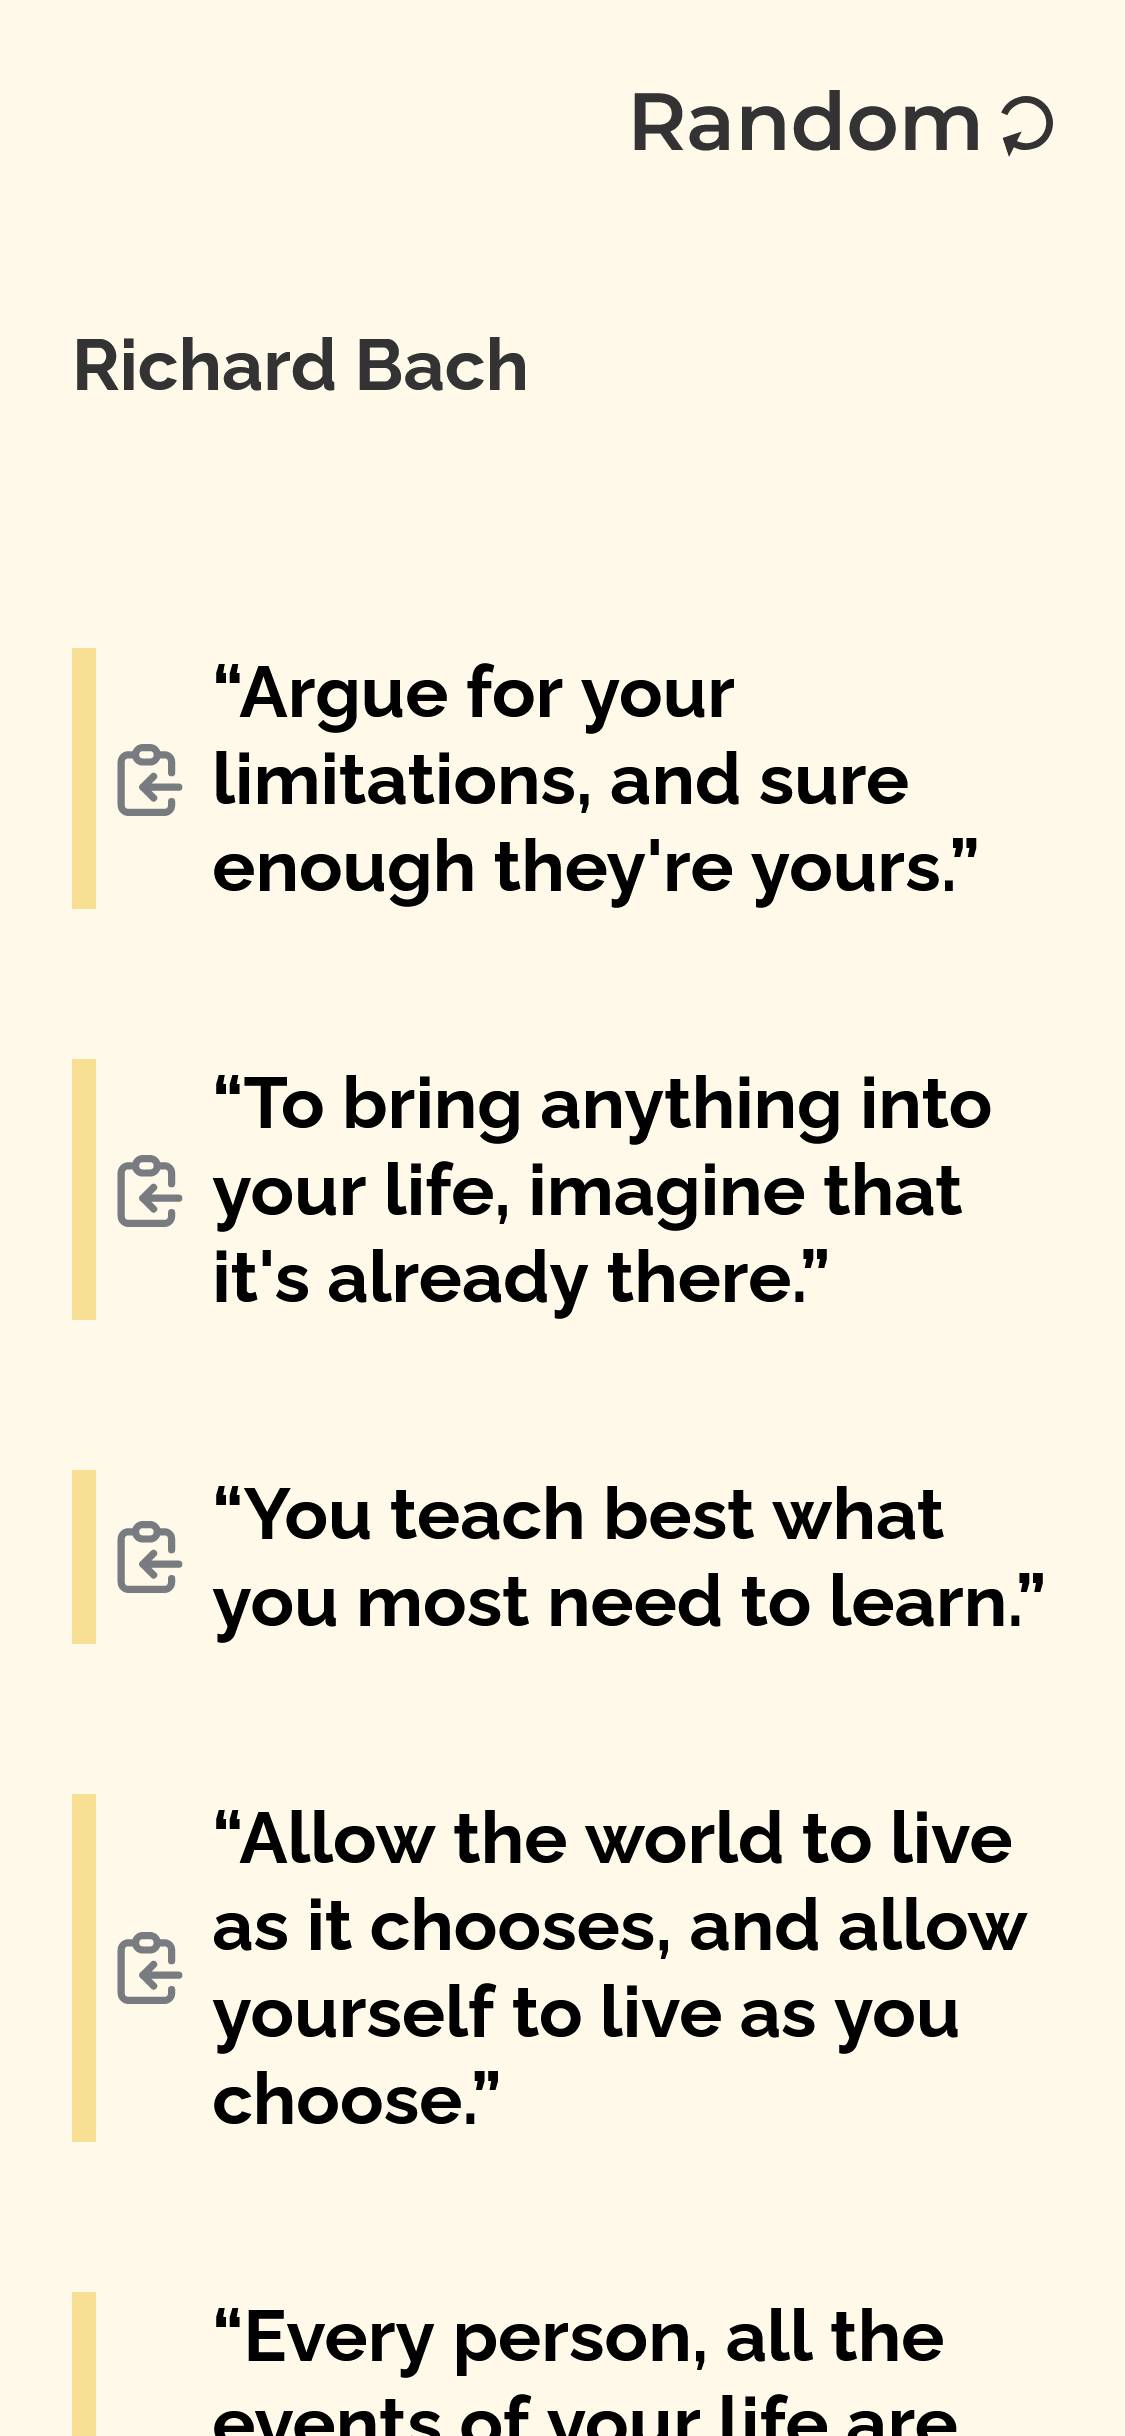 Random
Richard Bach
“Argue for your
limitations, and sure
enough they're yours.”
“To bring anything into
your life, imagine that
it's already there.”
“You teach best what
you most need to learn.”
“Allow the world to live
as it chooses, and allow
yourself to live as you
choose.”
“Every person, all the
events of your life are